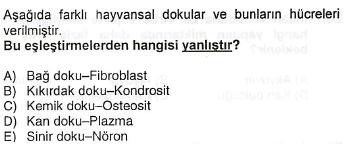 Aşağıda farklı hayvansal dokular ve bunların hücreleri
verilmiştir.
Bu eşleştirmelerden hangisi yanlıştır?
A) Bağ doku–Fibroblast
B) Kıkırdak doku–Kondrosit
C) Kemik doku–Osteosit
D) Kan doku–Plazma
E) Sinir doku–Nöron